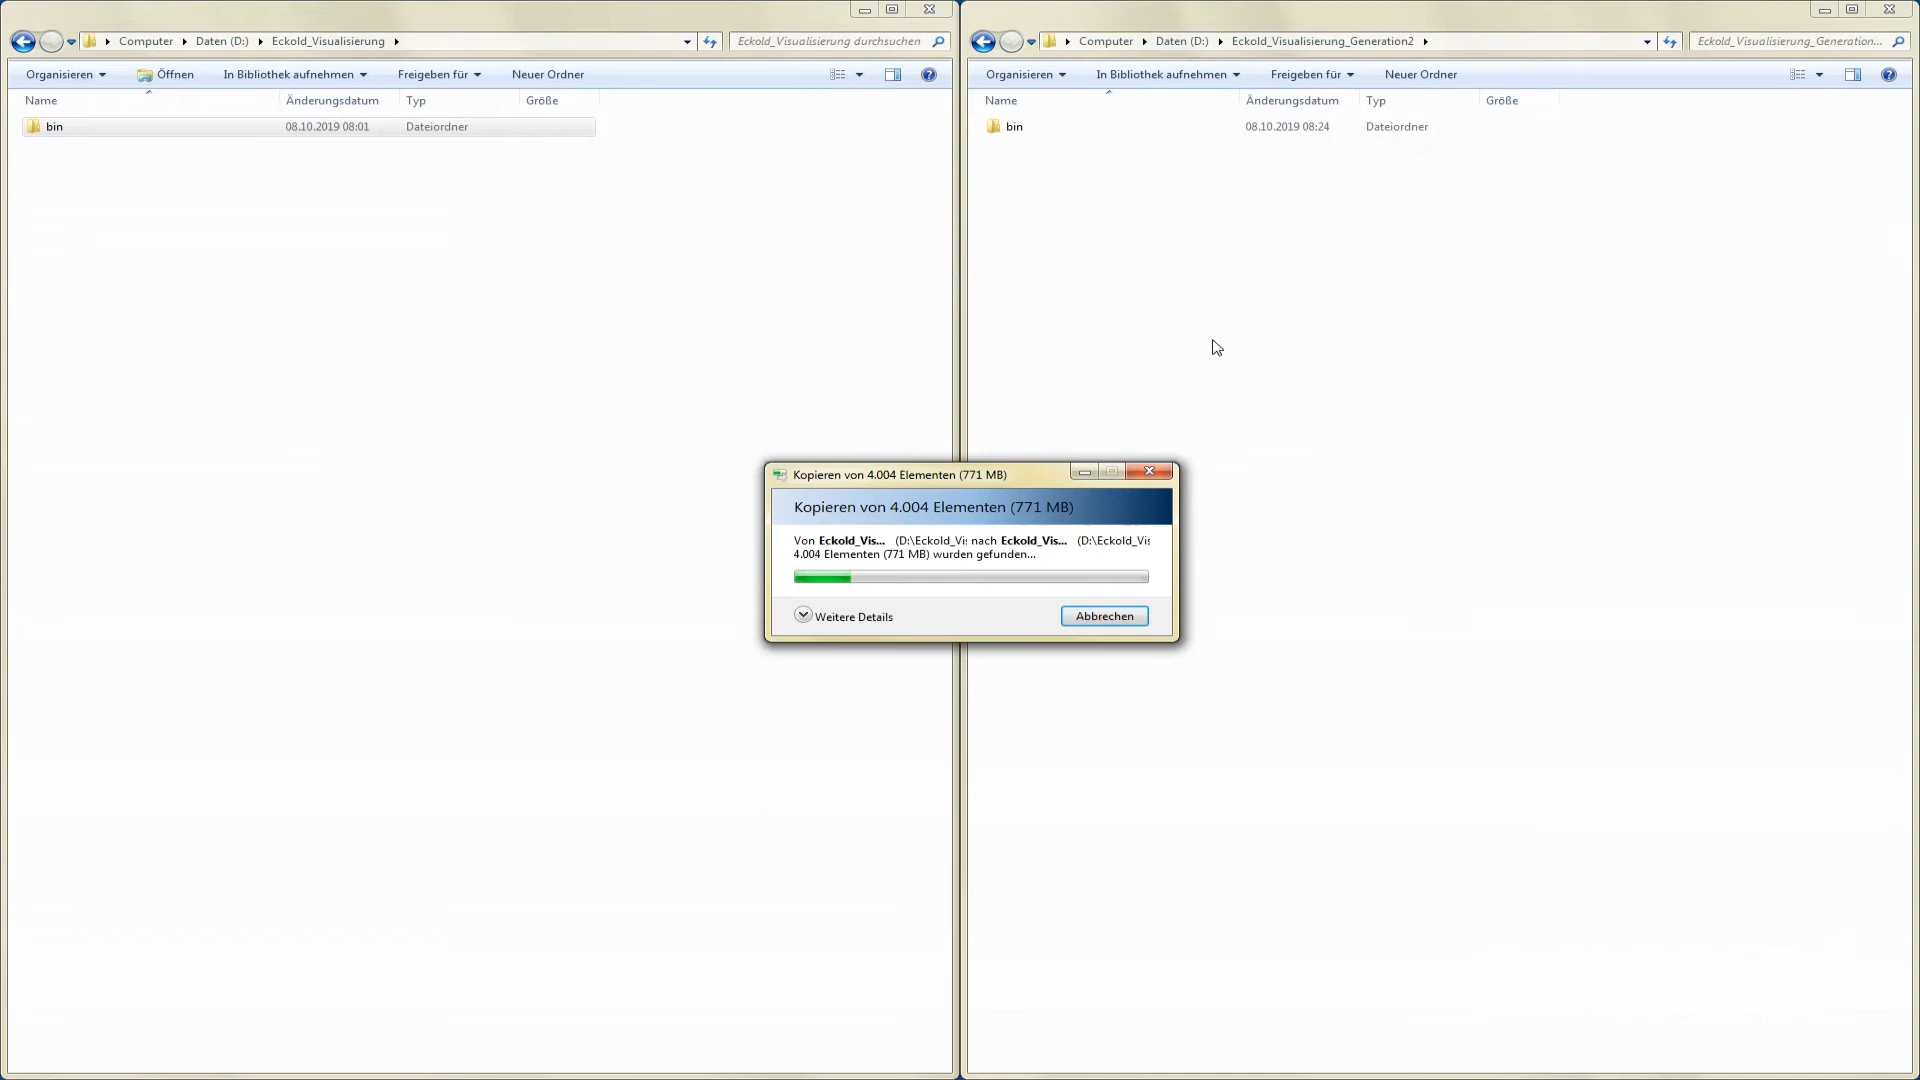 Computer Daten (D:) Eckold_Visualisierung
Eckold_Visualisierung durchsuchen
Organisieren Öffnen In Bibliothek aufnehmen Freigeben für Neuer Ordner
Name Änderungsdatum Typ Größe
bin 08.10.2019 08:01 Dateiordner
Computer Daten (D:) Eckold_Visualisierung_Generation2
Eckold_Visualisierung_Generation...
Organisieren In Bibliothek aufnehmen Freigeben für Neuer Ordner
Name Änderungsdatum Typ Größe
bin 08.10.2019 08:24 Dateiordner
Kopieren von 4.004 Elementen (771 MB)
Kopieren von 4.004 Elementen (771 MB)
Von Eckold_Vis... (D:\Eckold_Vi: nach Eckold_Vis... (D:\Eckold_Vis
4.004 Elementen (771 MB) wurden gefunden...
Weitere Details Abbrechen